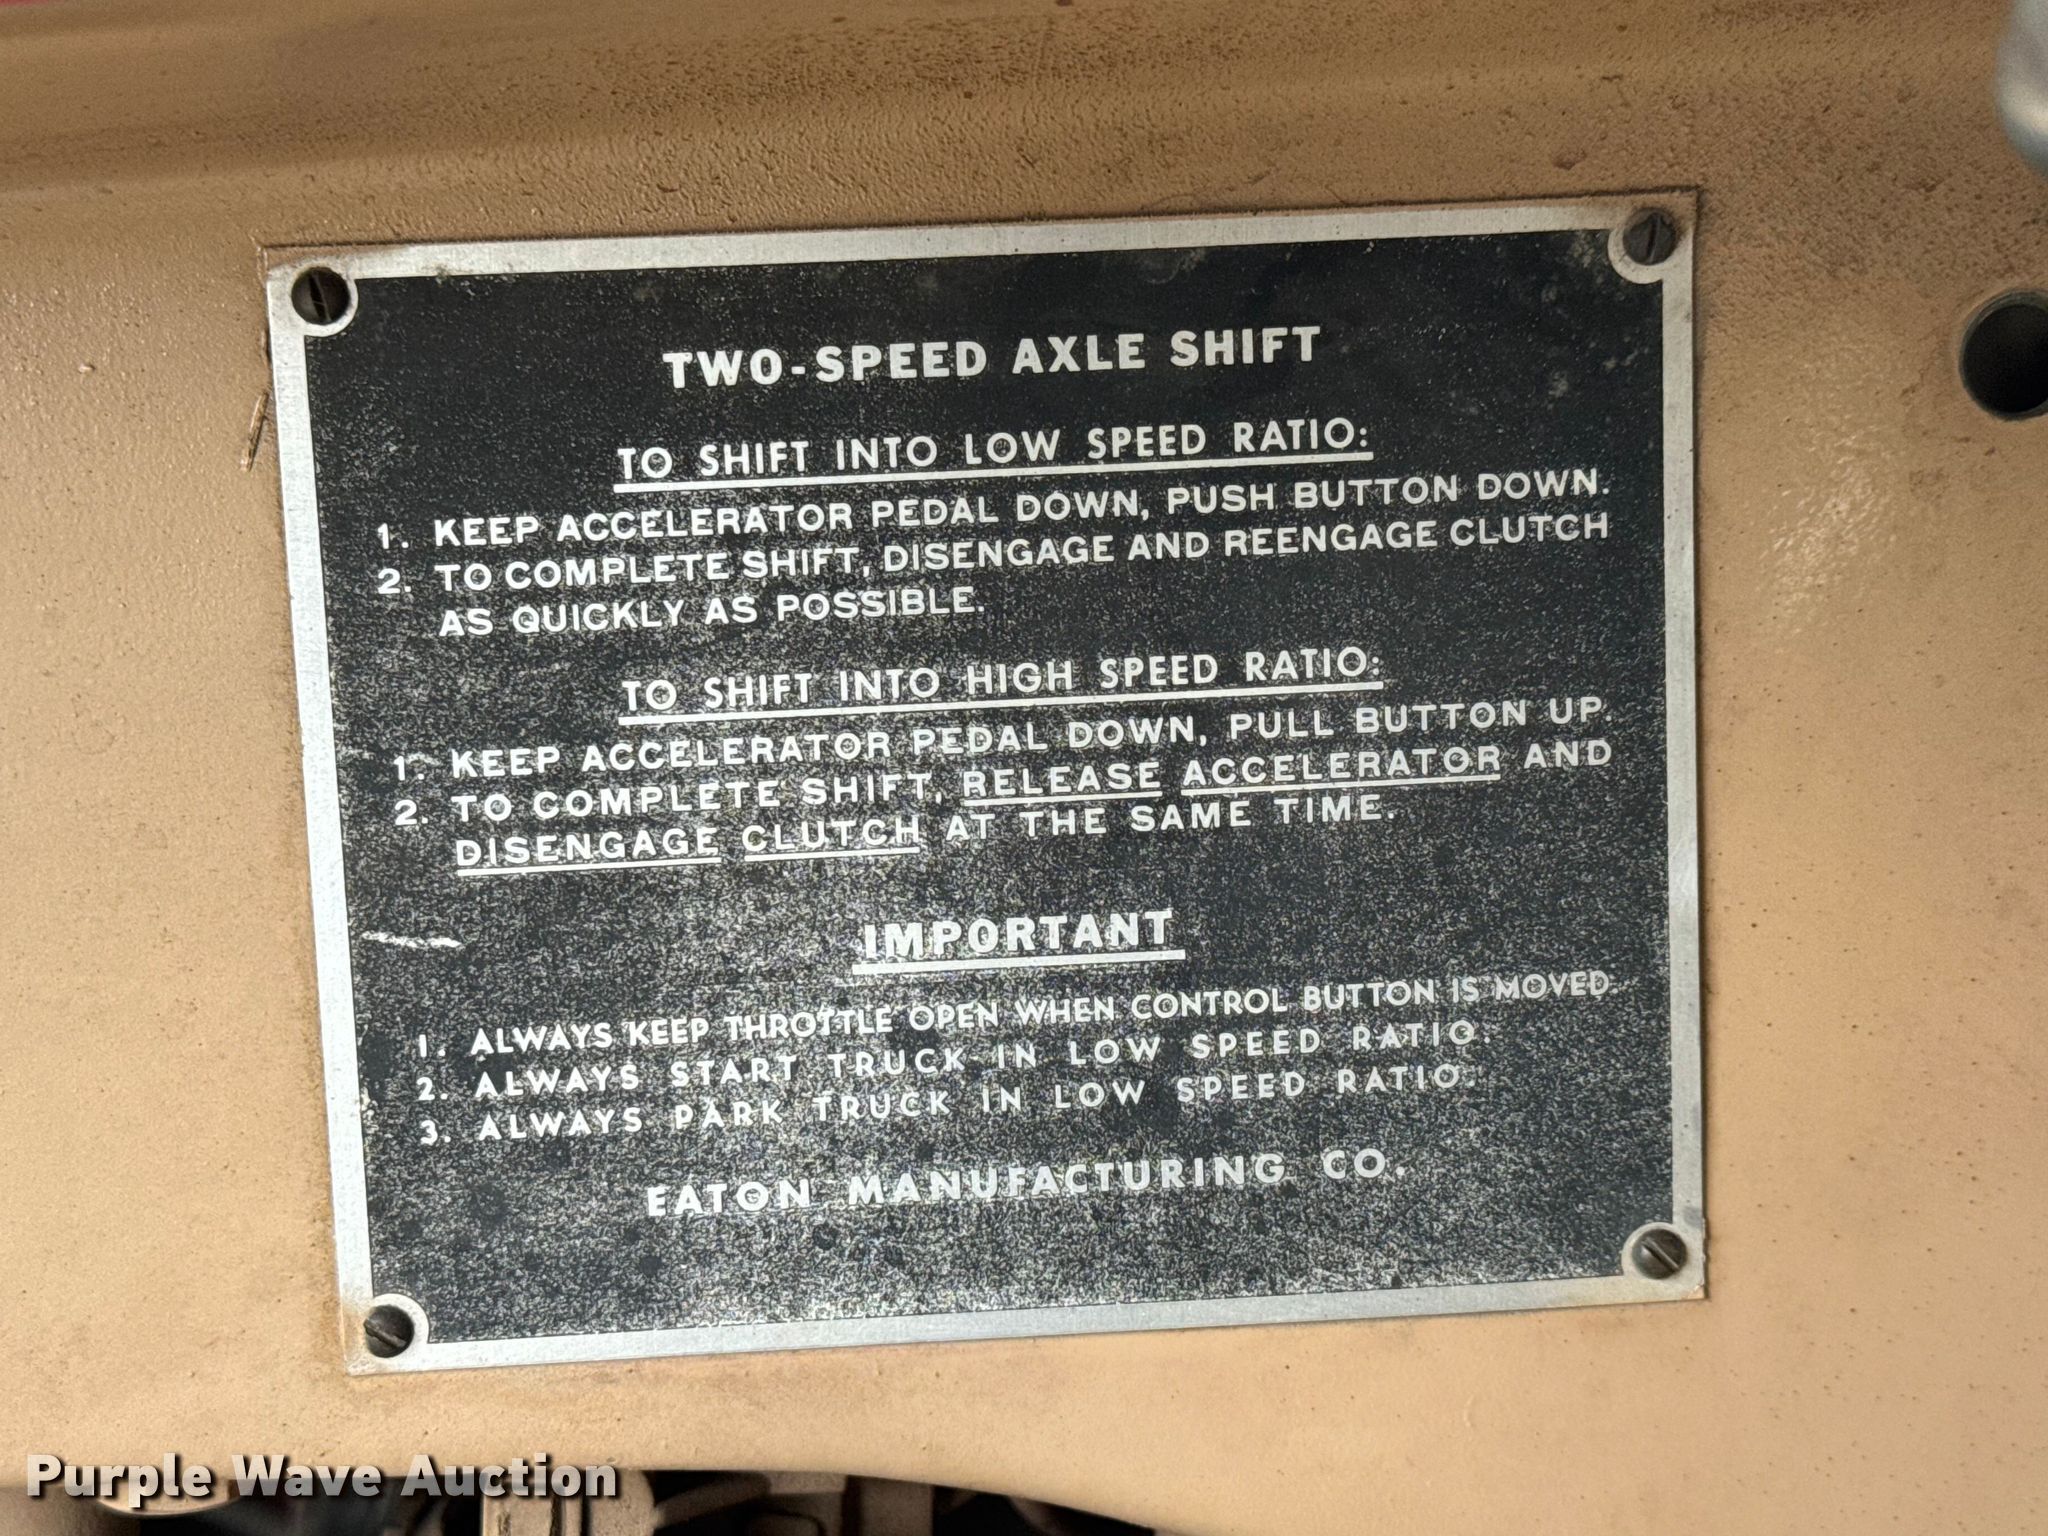 TWO-SPEED AXLE SHIFT
TO SHIFT INTO LOW SPEED RATIO:
1. KEEP ACCELERATOR PEDAL DOWN, PUSH BUTTON DOWN.
2. TO COMPLETE SHIFT, DISENGAGE AND REENGAGE CLUTCH
AS QUICKLY AS POSSIBLE.
TO SHIFT INTO HIGH SPEED RATIO:
1. KEEP ACCELERATOR PEDAL DOWN, PULL BUTTON UP.
2. TO COMPLETE SHIFT, RELEASE ACCELERATOR AND
DISENGAGE CLUTCH AT THE SAME TIME.
IMPORTANT
1. ALWAYS KEEP THROTTLE OPEN WHEN CONTROL BUTTON IS MOVED.
2. ALWAYS START TRUCK IN LOW SPEED RATIO.
3. ALWAYS PARK TRUCK IN LOW SPEED RATIO.
EATON MANUFACTURING CO.
Purple Wave Auction